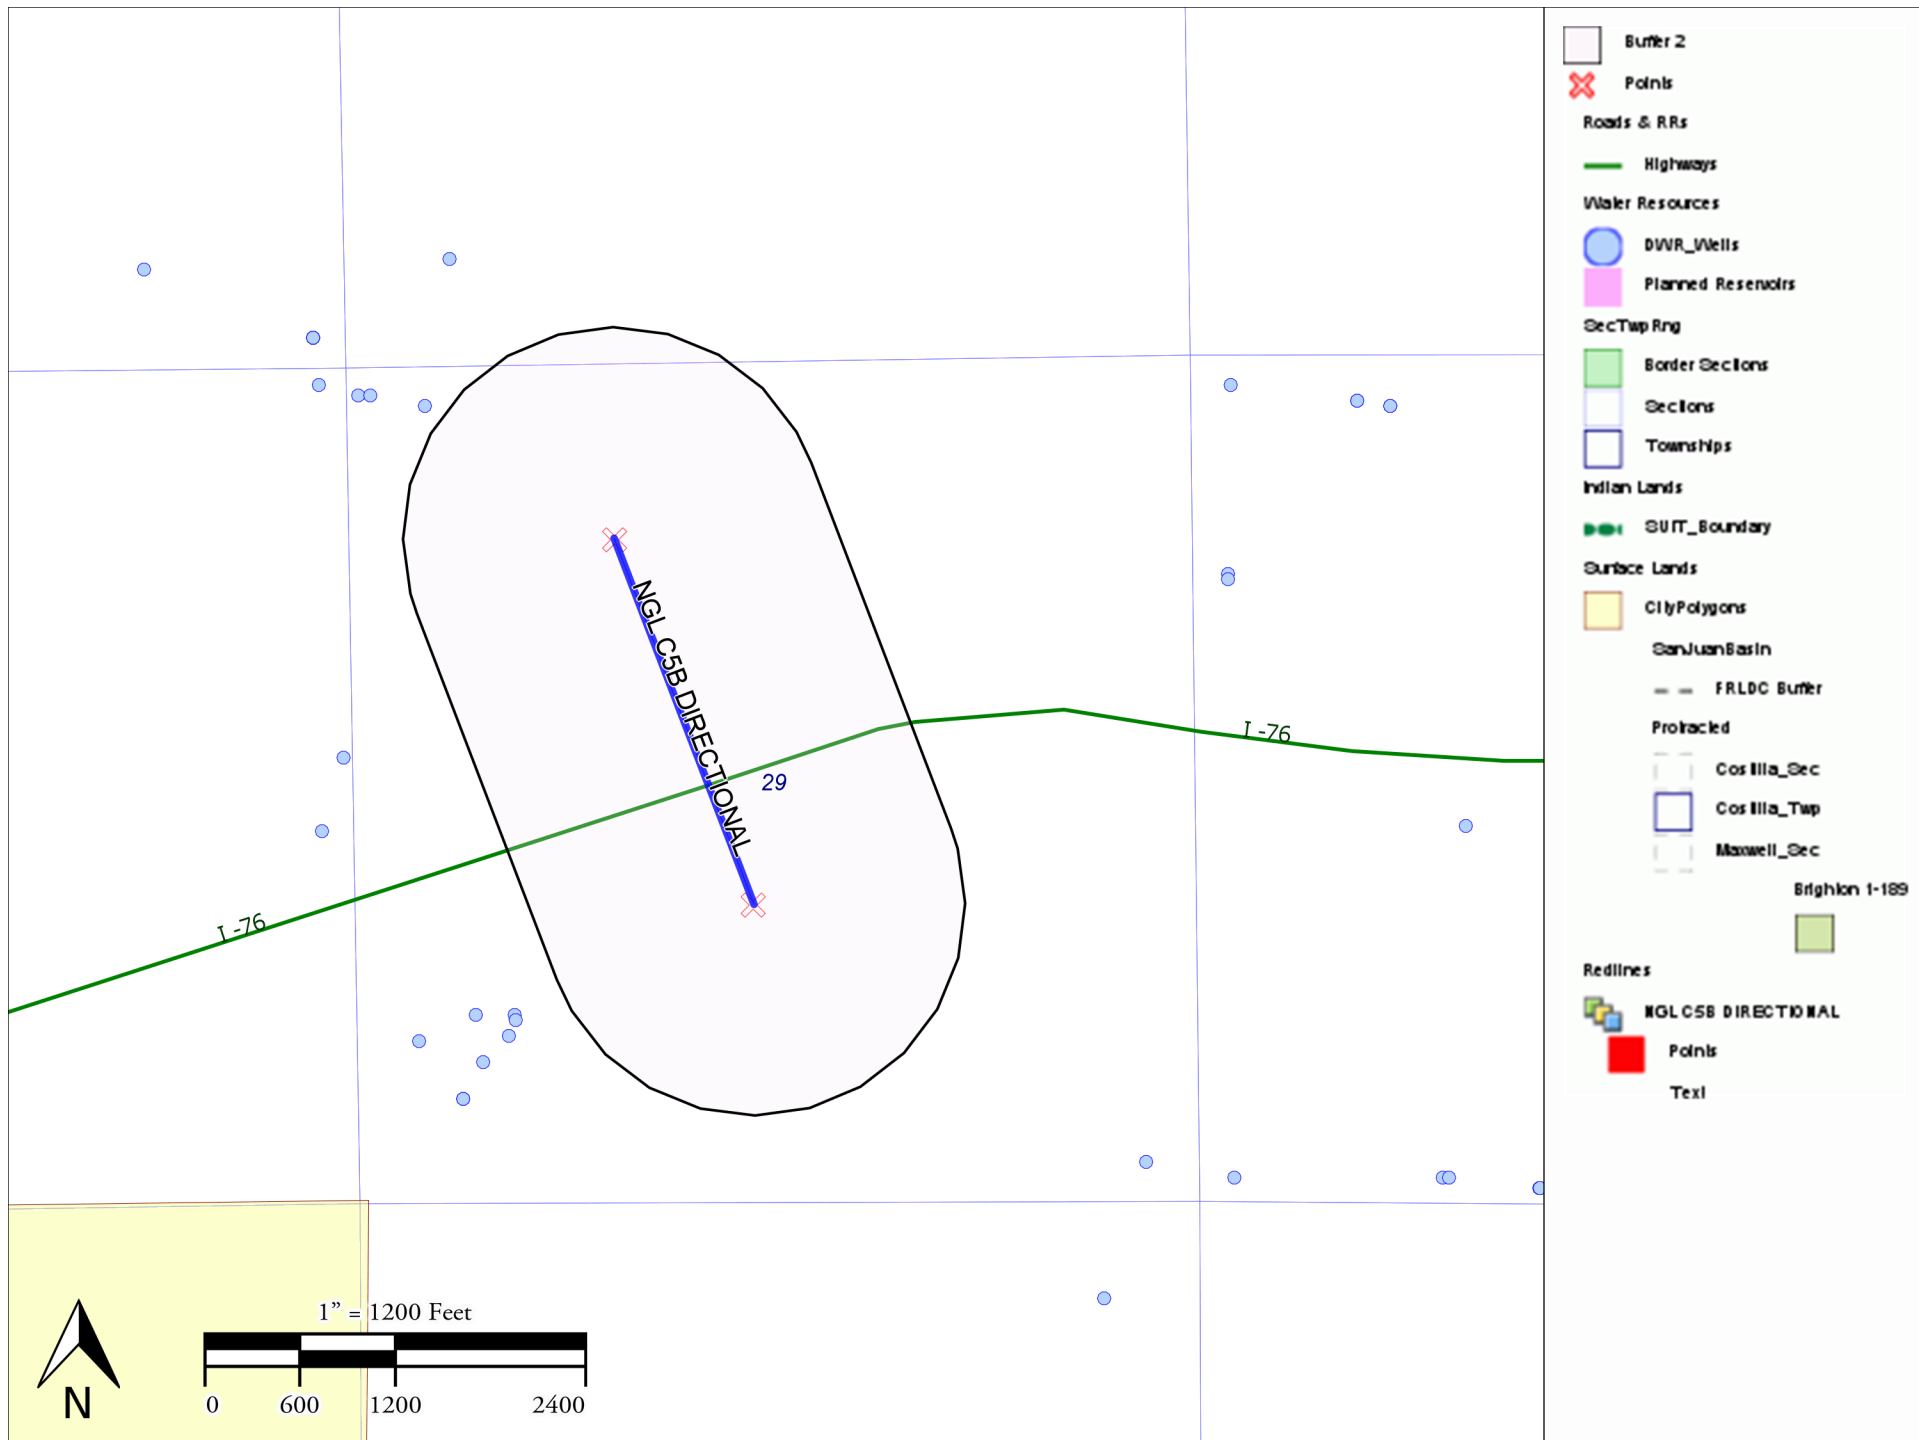 NGL C5B DIRECTIONAL
I -76
29
I -76
1” = 1200 Feet
0 600 1200 2400
N
Buffer 2
Points
Roads & RRs
Highways
Water Resources
DWR_Wells
Planned Reservoirs
SecTwpRng
Border Sections
Sections
Townships
Indian Lands
SUIT_Boundary
Surface Lands
CityPolygons
SanJuanBasin
FRLDC Buffer
Protracted
Costilla_Sec
Costilla_Twp
Maxwell_Sec
Brighton 1-189
Redlines
NGL C5B DIRECTIONAL
Points
Text